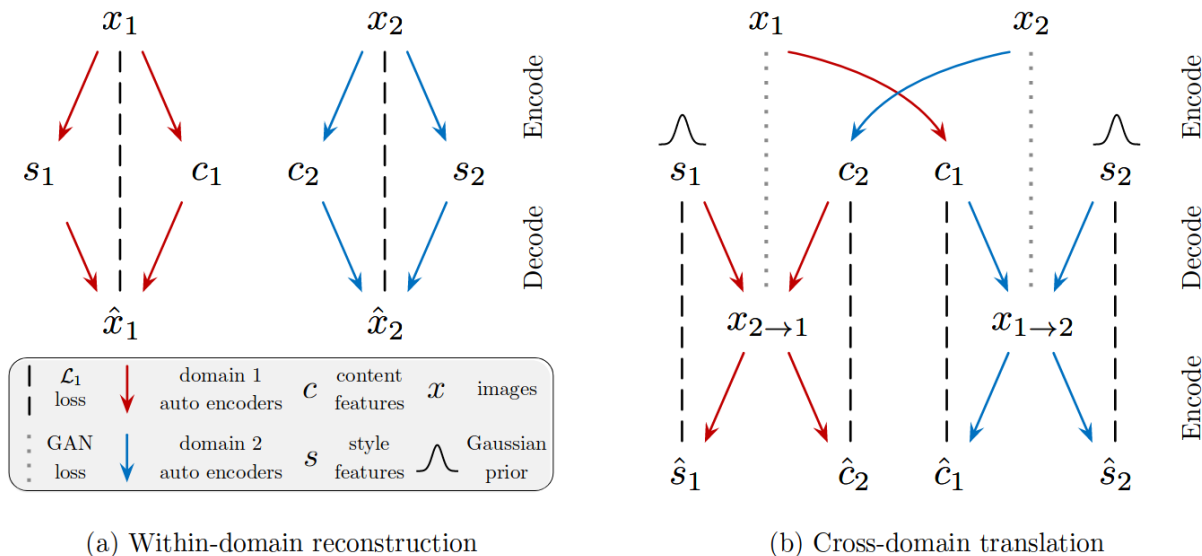 x₁ x₂
Encode
s₁ c₁ c₂ s₂
Decode
x̂₁ x̂₂
ℒ₁ loss
domain 1 auto encoders
c content features
x images
GAN loss
domain 2 auto encoders
s style features
Gaussian prior
(a) Within-domain reconstruction
x₁ x₂
Encode
s₁ c₂ c₁ s₂
Decode
x₂→₁ x₁→₂
Encode
ŝ₁ ĉ₂ ĉ₁ ŝ₂
(b) Cross-domain translation